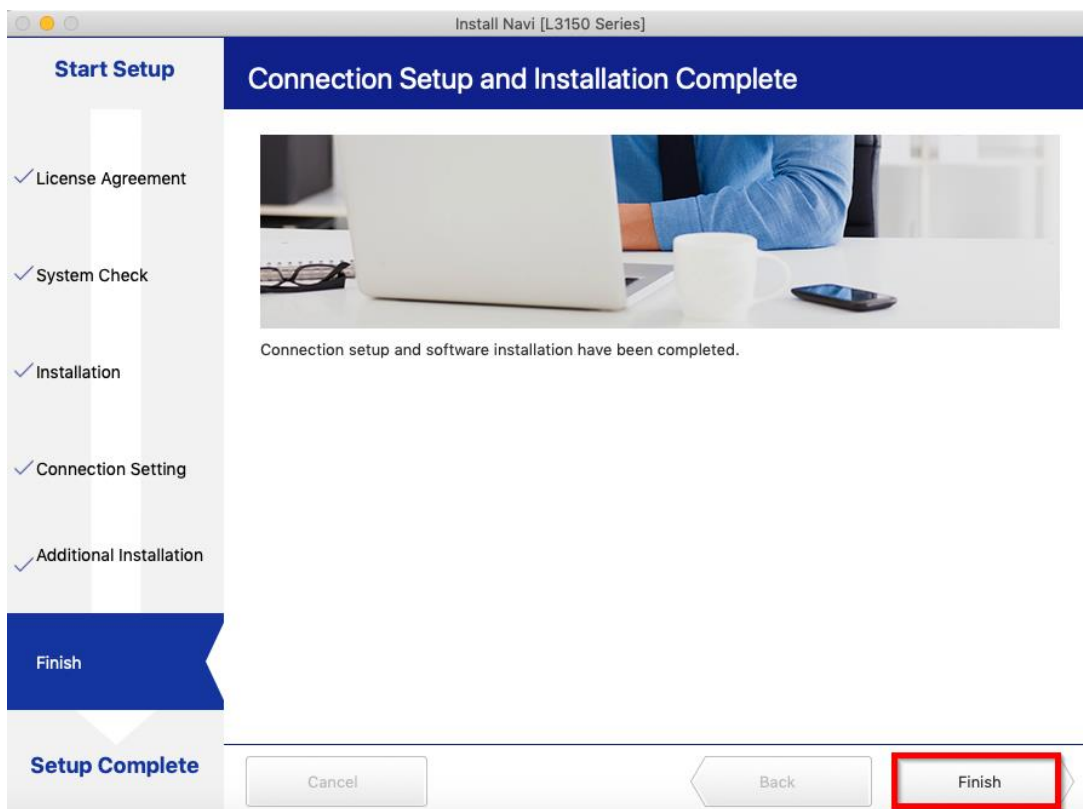 Install Navi [L3150 Series]
Start Setup
License Agreement
System Check
Installation
Connection Setting
Additional Installation
Finish
Setup Complete
Connection Setup and Installation Complete
Connection setup and software installation have been completed.
Cancel
Back
Finish